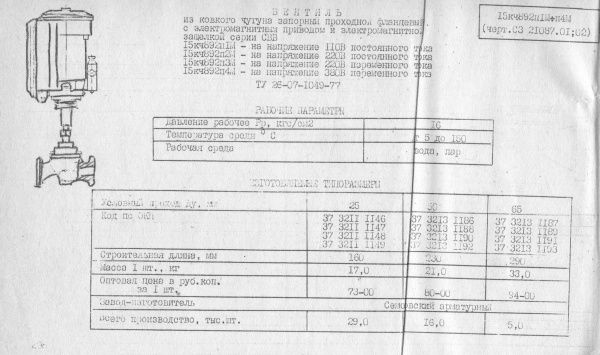 ВЕНТИЛЬ
из ковкого чугуна запорный проходной фланцевый
с электромагнитным приводом и электромагнитной
защелкой серии СВВ
15кч892п1М - на напряжение 110В постоянного тока
15кч892п2М - на напряжение 220В постоянного тока
15кч892п3М - на напряжение 220В переменного тока
15кч892п4М - на напряжение 380В переменного тока
ТУ 26-07-1049-77
15кч892п1М÷п4М
(черт.СЗ 21087.01;02)
РАБОЧИЕ ПАРАМЕТРЫ
Давление рабочее Рр, кгс/см2 16
Температура среды °С с 5 до 150
Рабочая среда вода, пар
ИЗГОТОВЛЯЕМЫЕ ТИПОРАЗМЕРЫ
Условный проход Ду, мм 25 50 65
Код по ОКП 37 3211 1146 37 3213 1186 37 3213 1187
37 3211 1147 37 3213 1188 37 3213 1189
37 3211 1148 37 3213 1190 37 3213 1191
37 3211 1149 37 3213 1192 37 3213 1193
Строительная длина, мм 160 230 290
Масса 1 шт., кг 17,0 21,0 33,0
Оптовая цена в руб.коп.
за 1 шт. 73-00 80-00 94-00
Завод-изготовитель Семеновский арматурный
Всего производство, тыс.шт. 29,0 16,0 5,0